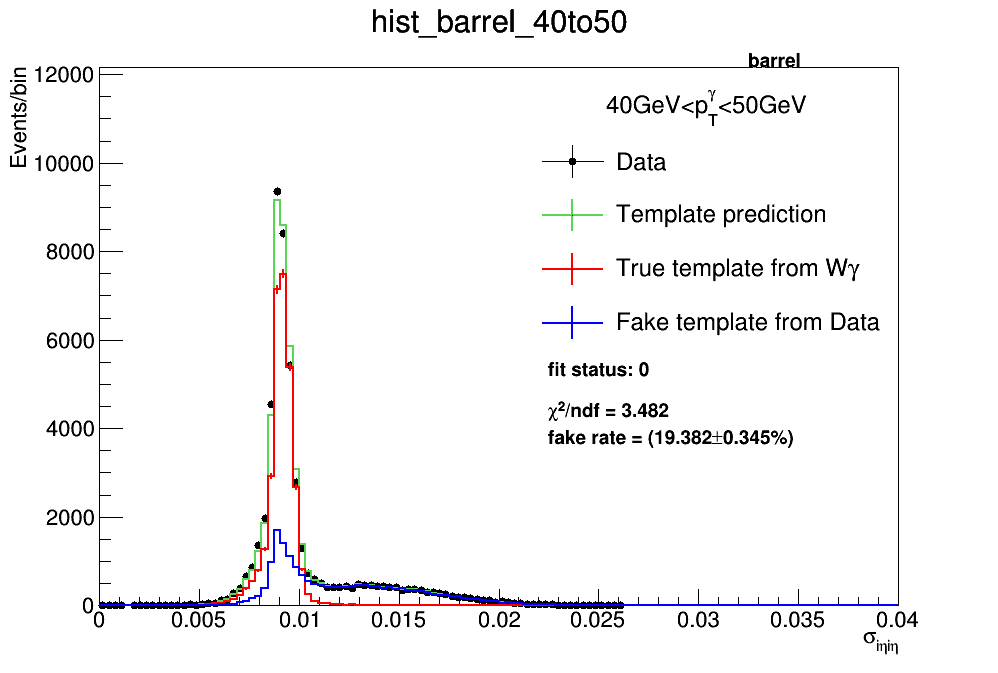 hist_barrel_40to50
barrel
Events/bin
12000
10000
8000
6000
4000
2000
0
40GeV<p_T^γ<50GeV
Data
Template prediction
True template from Wγ
Fake template from Data
fit status: 0
χ²/ndf = 3.482
fake rate = (19.382±0.345%)
0 0.005 0.01 0.015 0.02 0.025 0.03 0.035 0.04
σiηiη